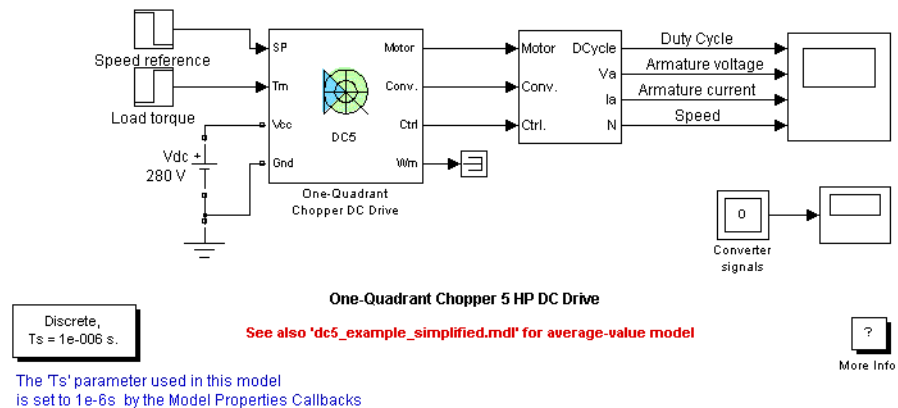 Speed reference
Load torque
Vdc +
280 V
SP
Tm
Vcc
Gnd
Motor
Conv.
Ctrl
Wm
DC5
One-Quadrant
Chopper DC Drive
Motor
Conv.
Ctrl.
DCycle
Va
Ia
N
Duty Cycle
Armature voltage
Armature current
Speed
0
Converter
signals
One-Quadrant Chopper 5 HP DC Drive
See also 'dc5_example_simplified.mdl' for average-value model
Discrete,
Ts = 1e-006 s.
The 'Ts' parameter used in this model
is set to 1e-6s by the Model Properties Callbacks
?
More Info